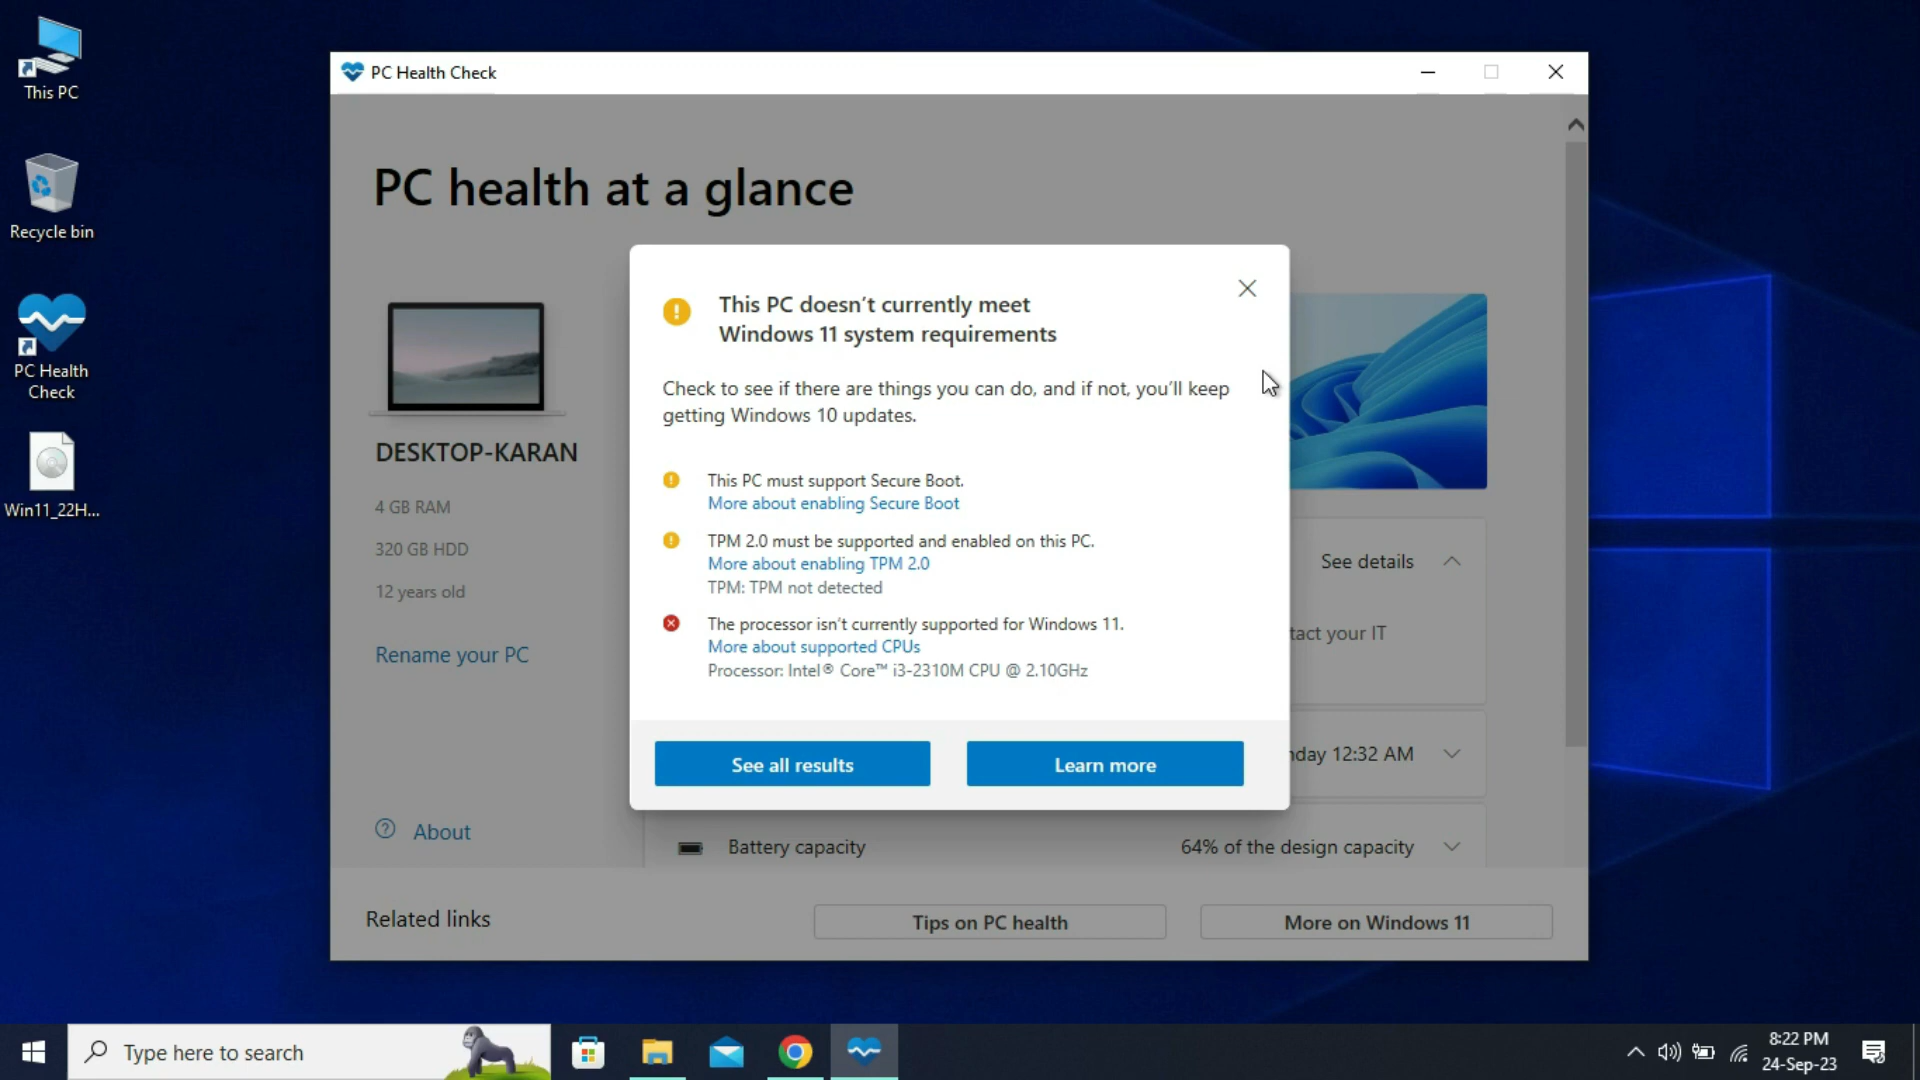 This PC
Recycle bin
PC Health
Check
Win11_22H...
PC Health Check
PC health at a glance
DESKTOP-KARAN
4 GB RAM
320 GB HDD
12 years old
Rename your PC
About
This PC doesn't currently meet
Windows 11 system requirements
Check to see if there are things you can do, and if not, you'll keep
getting Windows 10 updates.
This PC must support Secure Boot.
More about enabling Secure Boot
TPM 2.0 must be supported and enabled on this PC.
More about enabling TPM 2.0
TPM: TPM not detected
The processor isn't currently supported for Windows 11.
More about supported CPUs
Processor: Intel® Core™ i3-2310M CPU @ 2.10GHz
See all results
Learn more
See details
tact your IT
nday 12:32 AM
Battery capacity
64% of the design capacity
Related links
Tips on PC health
More on Windows 11
Type here to search
8:22 PM
24-Sep-23